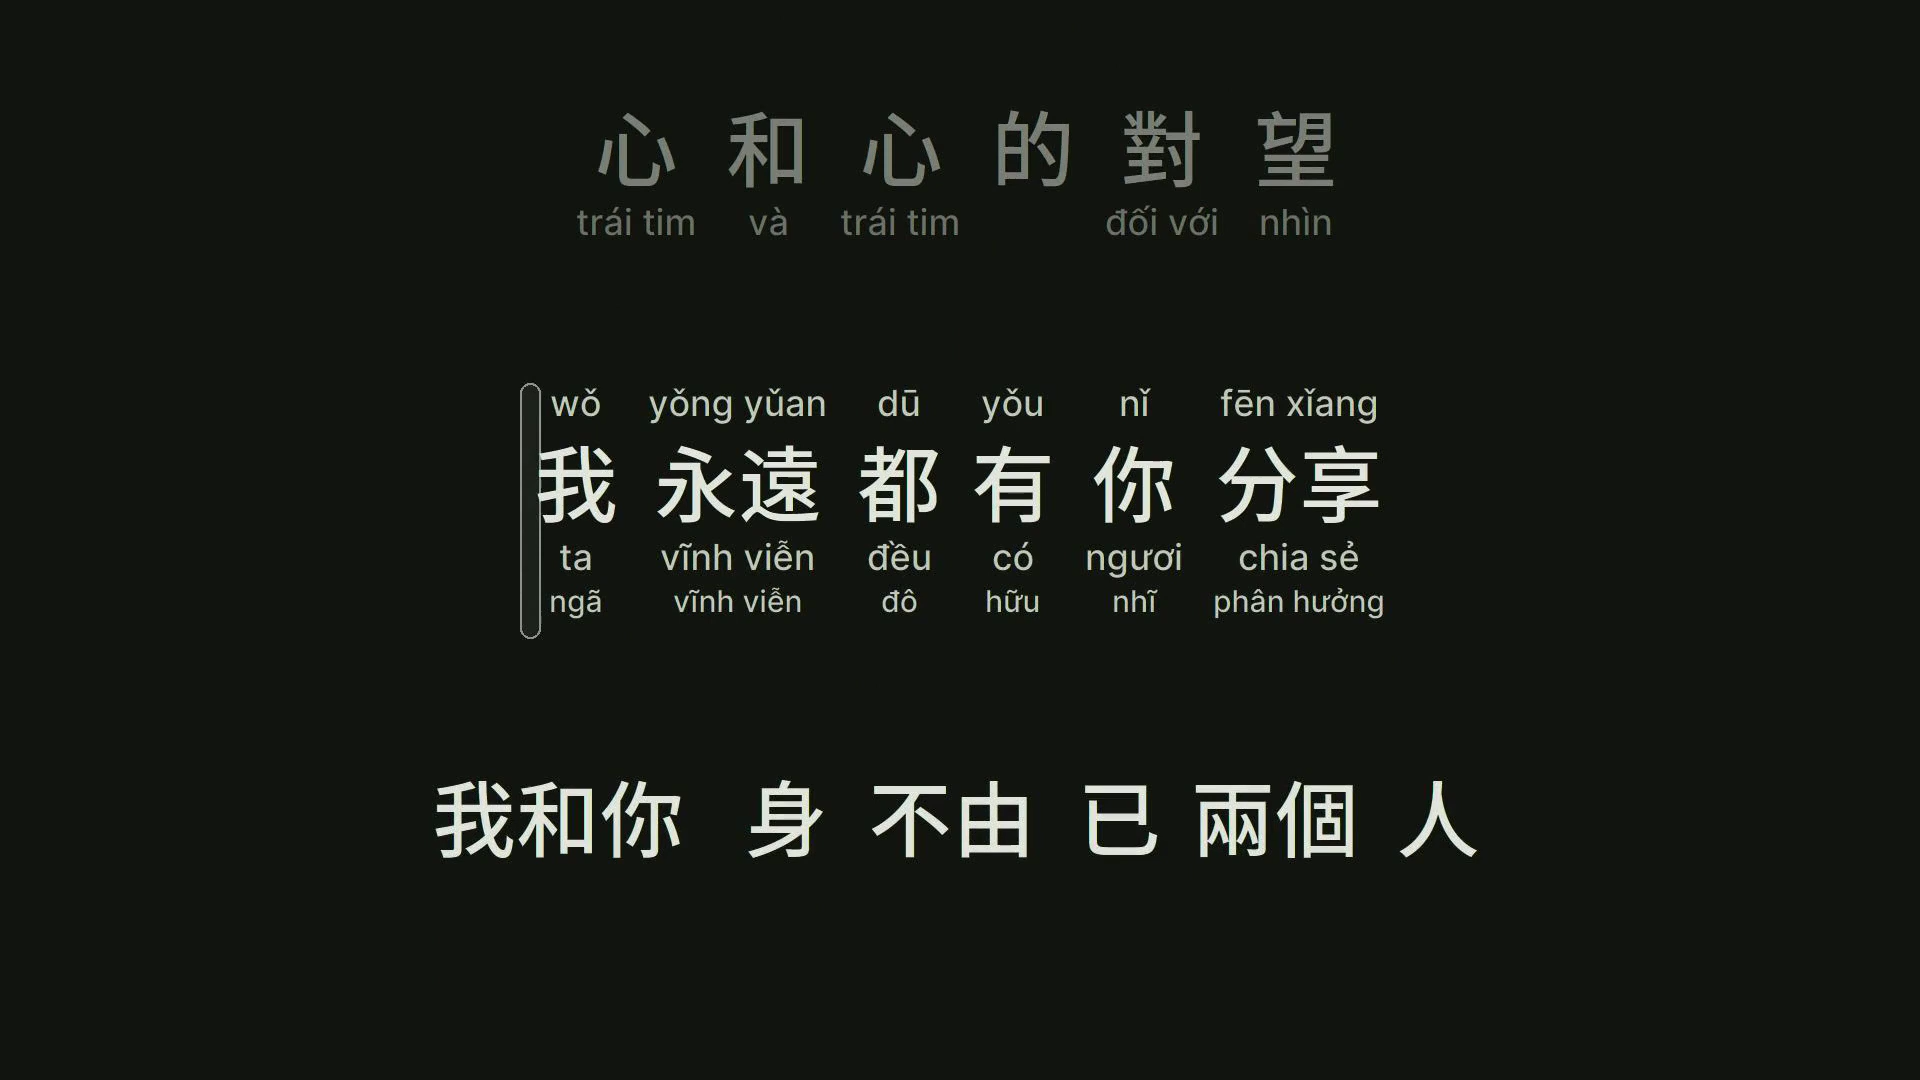 心 和 心 的 對 望
trái tim và trái tim đối với nhìn
wǒ yǒng yǔan dū yǒu nǐ fēn xǐang
我 永遠 都 有 你 分享
ta vĩnh viễn đều có ngươi chia sẻ
ngã vĩnh viễn đô hữu nhĩ phân hưởng
我和你 身 不由 已 兩個 人